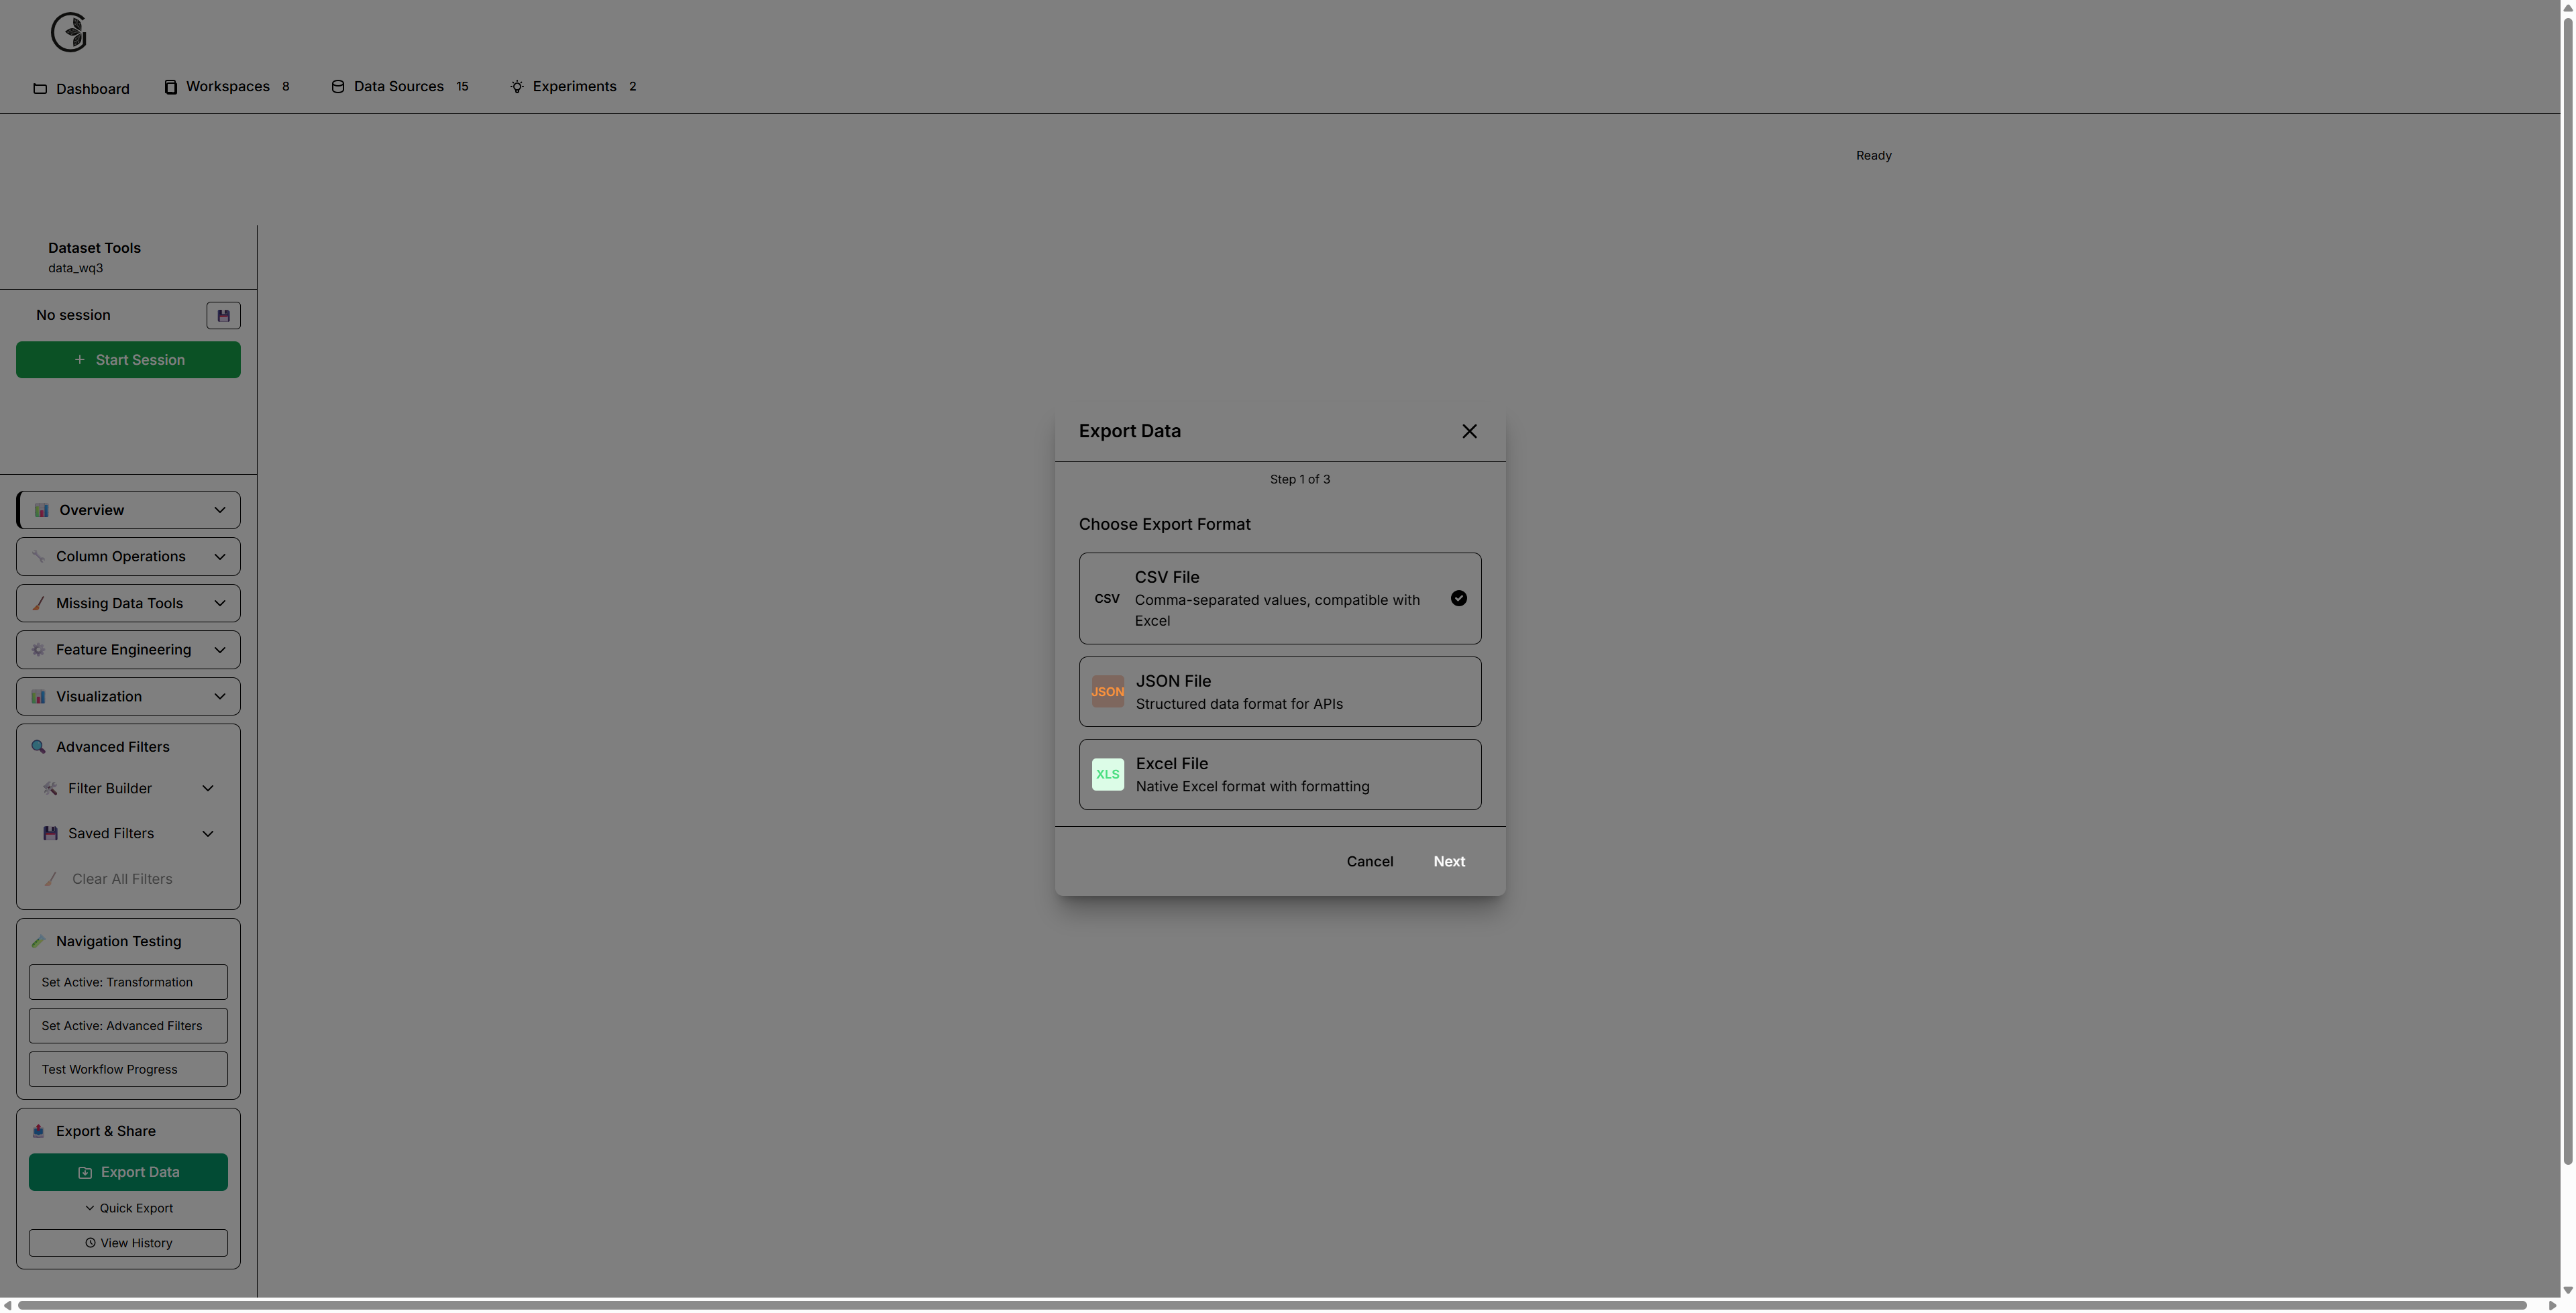 Dashboard
Workspaces 8
Data Sources 15
Experiments 2
Ready
Dataset Tools
data_wq3
No session
+ Start Session
Overview
Column Operations
Missing Data Tools
Feature Engineering
Visualization
Advanced Filters
Filter Builder
Saved Filters
Clear All Filters
Navigation Testing
Set Active: Transformation
Set Active: Advanced Filters
Test Workflow Progress
Export & Share
Export Data
Quick Export
View History
Export Data
Step 1 of 3
Choose Export Format
CSV
CSV File
Comma-separated values, compatible with
Excel
JSON
JSON File
Structured data format for APIs
XLS
Excel File
Native Excel format with formatting
Cancel
Next